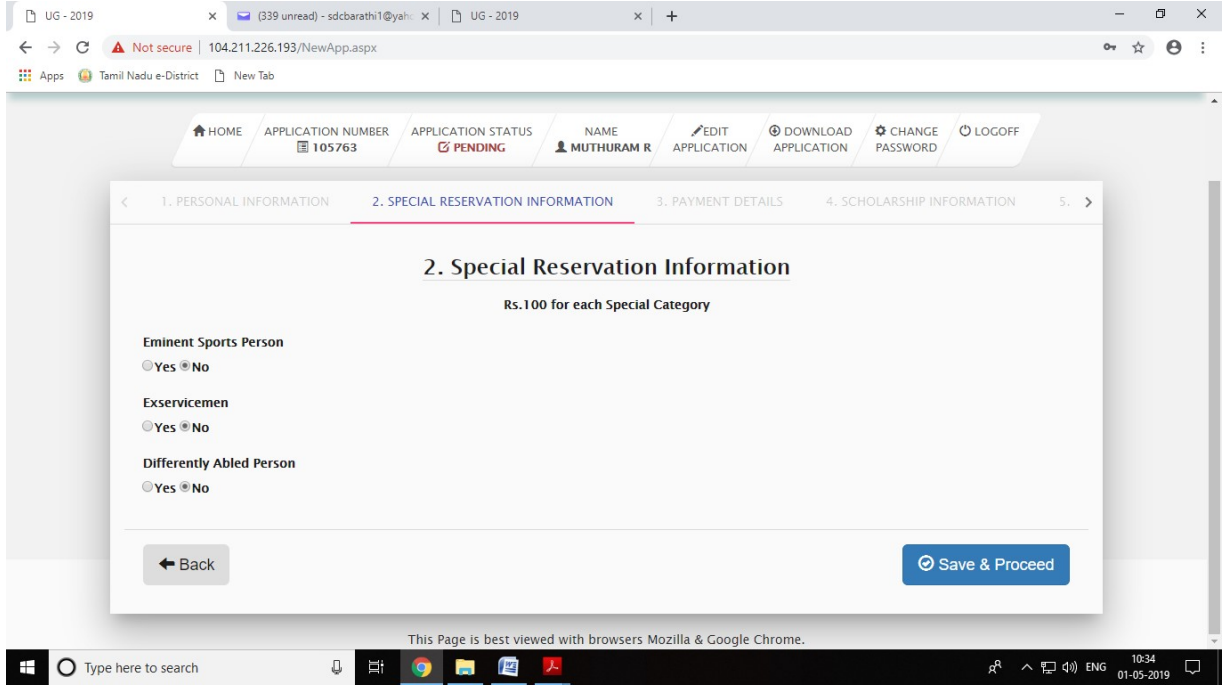 UG - 2019
(339 unread) - sdcbarathi1@yah
UG - 2019
Not secure | 104.211.226.193/NewApp.aspx
Apps Tamil Nadu e-District New Tab
HOME
APPLICATION NUMBER
105763
APPLICATION STATUS
PENDING
NAME
MUTHURAM R
EDIT
APPLICATION
DOWNLOAD
APPLICATION
CHANGE
PASSWORD
LOGOFF
1. PERSONAL INFORMATION 2. SPECIAL RESERVATION INFORMATION 3. PAYMENT DETAILS 4. SCHOLARSHIP INFORMATION 5.
2. Special Reservation Information
Rs.100 for each Special Category
Eminent Sports Person
Yes No
Exservicemen
Yes No
Differently Abled Person
Yes No
Back
Save & Proceed
This Page is best viewed with browsers Mozilla & Google Chrome.
Type here to search
ENG
10:34
01-05-2019